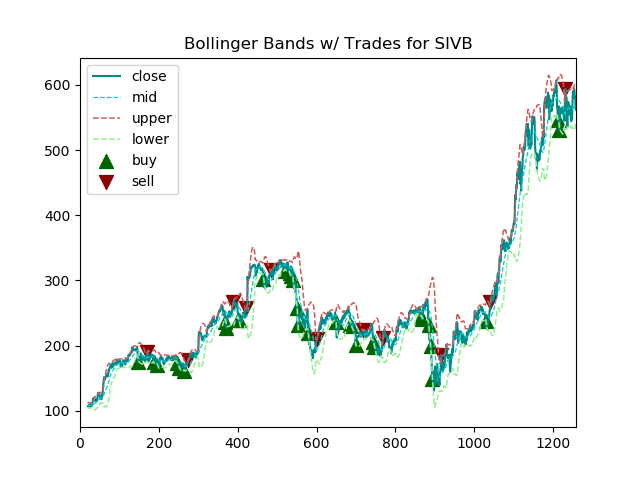 Bollinger Bands w/ Trades for SIVB
close
mid
upper
lower
buy
sell
600
500
400
300
200
100
0 200 400 600 800 1000 1200